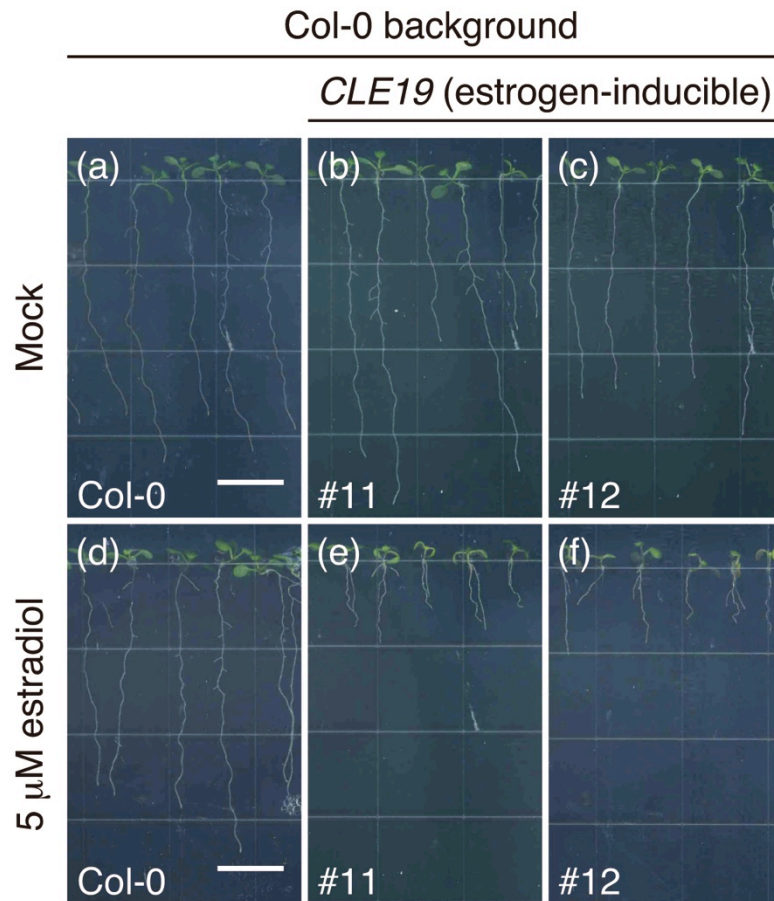 Col-0 background
CLE19 (estrogen-inducible)
Mock
(a)
(b)
(c)
Col-0
#11
#12
5 μM estradiol
(d)
(e)
(f)
Col-0
#11
#12